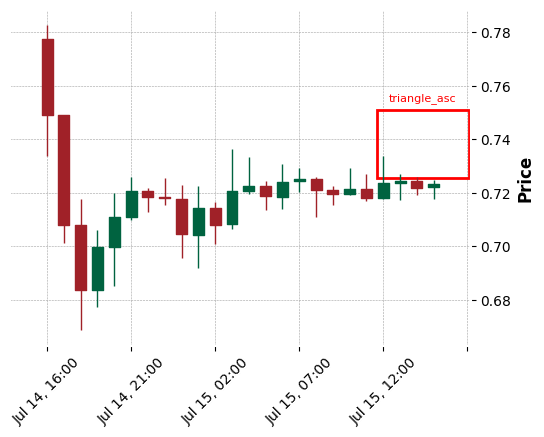 0.78
0.76
triangle_asc
0.74
0.72
0.70
0.68
Price
Jul 14, 16:00
Jul 14, 21:00
Jul 15, 02:00
Jul 15, 07:00
Jul 15, 12:00